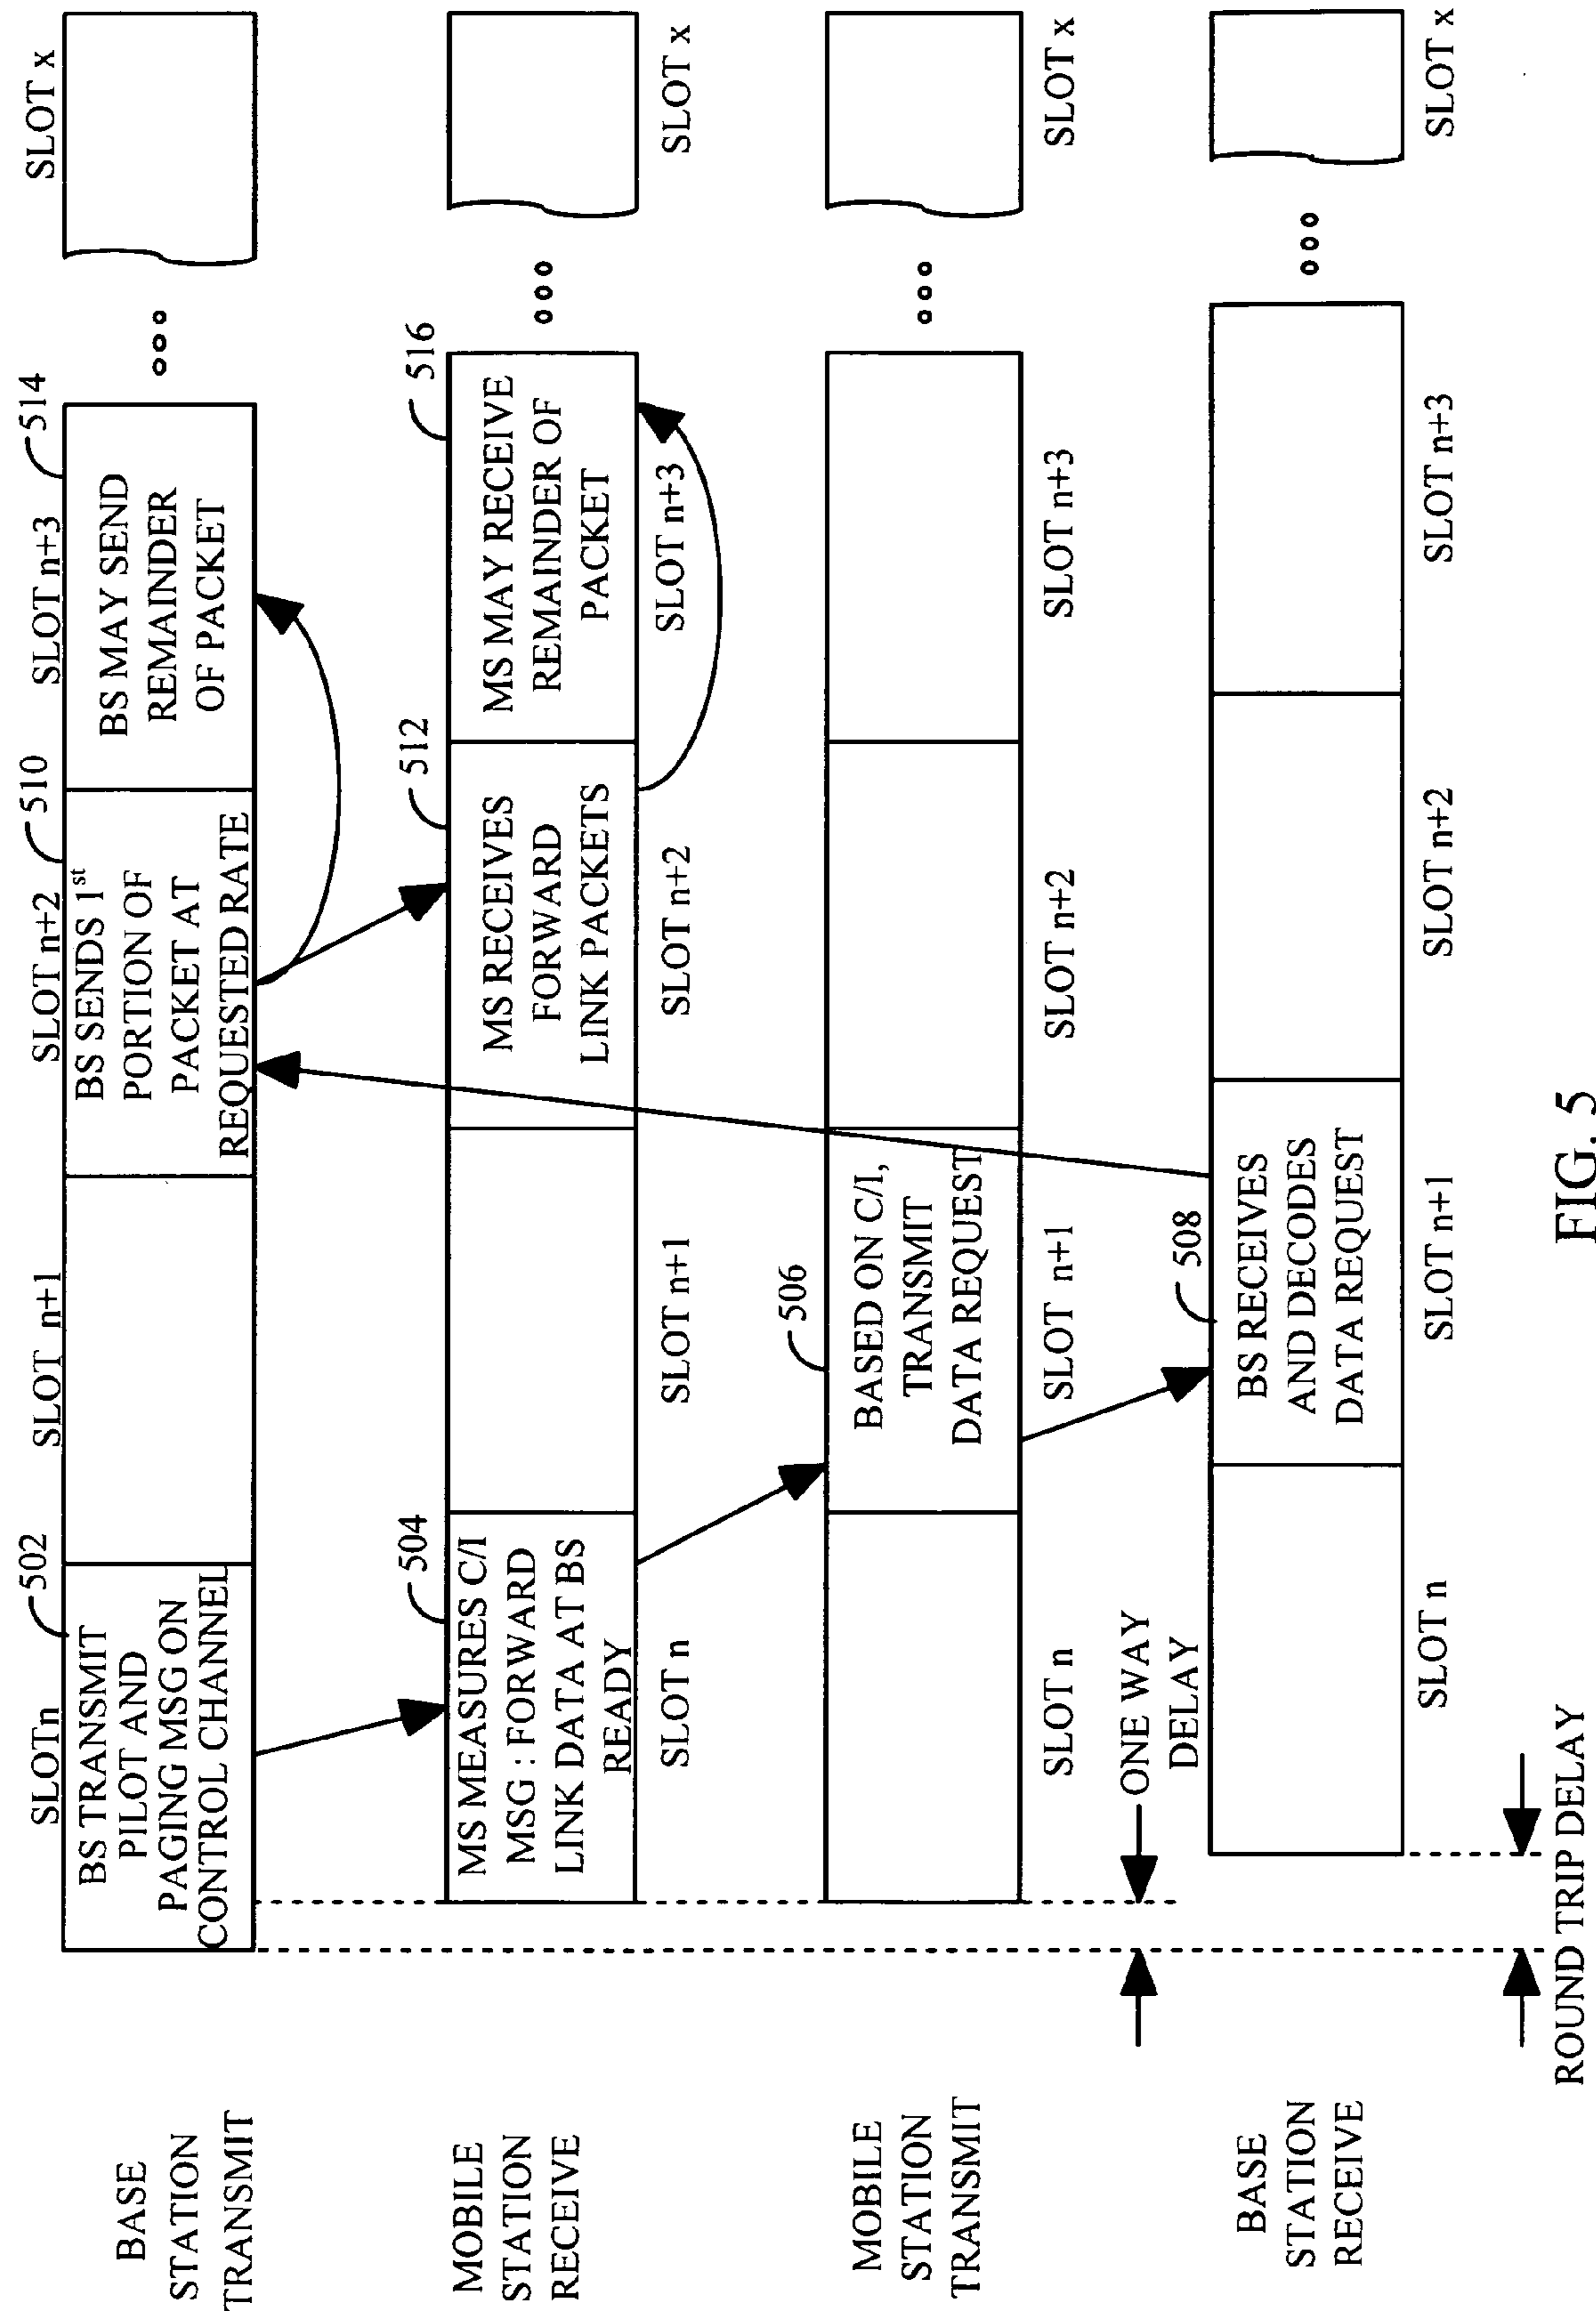 BASE
STATION
TRANSMIT
SLOTn
SLOT n+1
SLOT n+2
SLOT n+3
SLOT x
502
BS TRANSMIT
PILOT AND
PAGING MSG ON
CONTROL CHANNEL
510
BS SENDS 1st
PORTION OF
PACKET AT
REQUESTED RATE
514
BS MAY SEND
REMAINDER
OF PACKET
MOBILE
STATION
RECEIVE
504
MS MEASURES C/I
MSG : FORWARD
LINK DATA AT BS
READY
512
MS RECEIVES
FORWARD
LINK PACKETS
516
MS MAY RECEIVE
REMAINDER OF
PACKET
SLOT n
SLOT n+1
SLOT n+2
SLOT n+3
SLOT x
MOBILE
STATION
TRANSMIT
506
BASED ON C/I,
TRANSMIT
DATA REQUEST
SLOT n
SLOT n+1
SLOT n+2
SLOT n+3
SLOT x
ONE WAY
DELAY
BASE
STATION
RECEIVE
508
BS RECEIVES
AND DECODES
DATA REQUEST
SLOT n
SLOT n+1
SLOT n+2
SLOT n+3
SLOT x
ROUND TRIP DELAY
FIG. 5